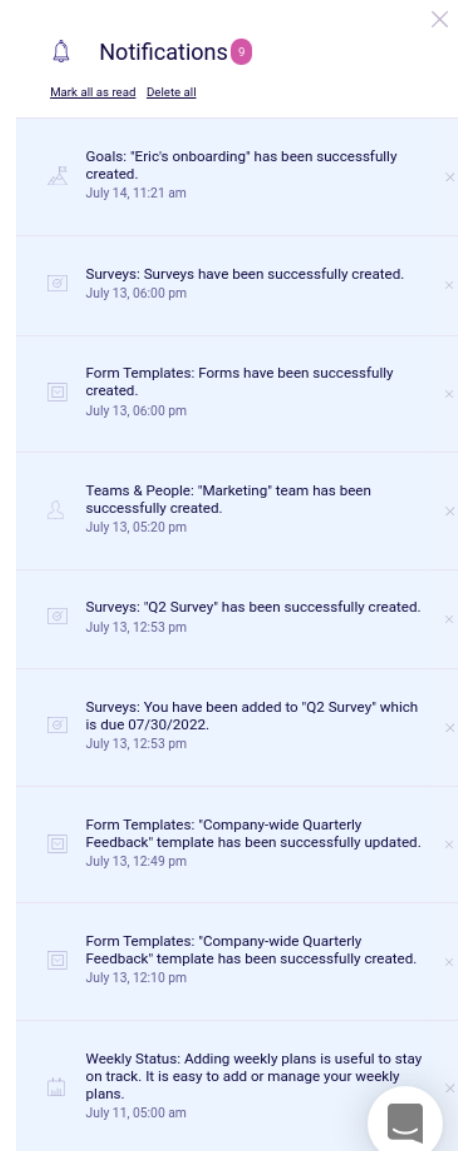 Notifications 9
Mark all as read Delete all
Goals: "Eric's onboarding" has been successfully
created.
July 14, 11:21 am
Surveys: Surveys have been successfully created.
July 13, 06:00 pm
Form Templates: Forms have been successfully
created.
July 13, 06:00 pm
Teams & People: "Marketing" team has been
successfully created.
July 13, 05:20 pm
Surveys: "Q2 Survey" has been successfully created.
July 13, 12:53 pm
Surveys: You have been added to "Q2 Survey" which
is due 07/30/2022.
July 13, 12:53 pm
Form Templates: "Company-wide Quarterly
Feedback" template has been successfully updated.
July 13, 12:49 pm
Form Templates: "Company-wide Quarterly
Feedback" template has been successfully created.
July 13, 12:10 pm
Weekly Status: Adding weekly plans is useful to stay
on track. It is easy to add or manage your weekly
plans.
July 11, 05:00 am